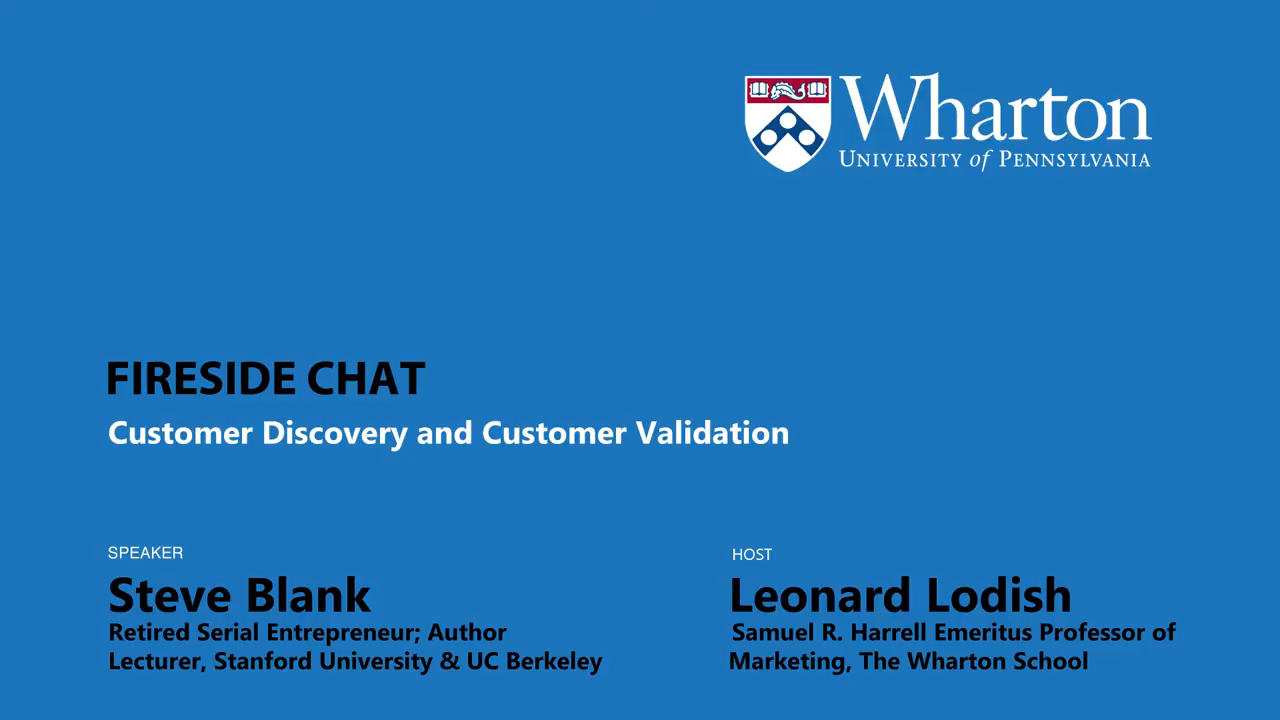 Wharton
UNIVERSITY of PENNSYLVANIA
FIRESIDE CHAT
Customer Discovery and Customer Validation
SPEAKER
Steve Blank
Retired Serial Entrepreneur; Author
Lecturer, Stanford University & UC Berkeley
HOST
Leonard Lodish
Samuel R. Harrell Emeritus Professor of
Marketing, The Wharton School